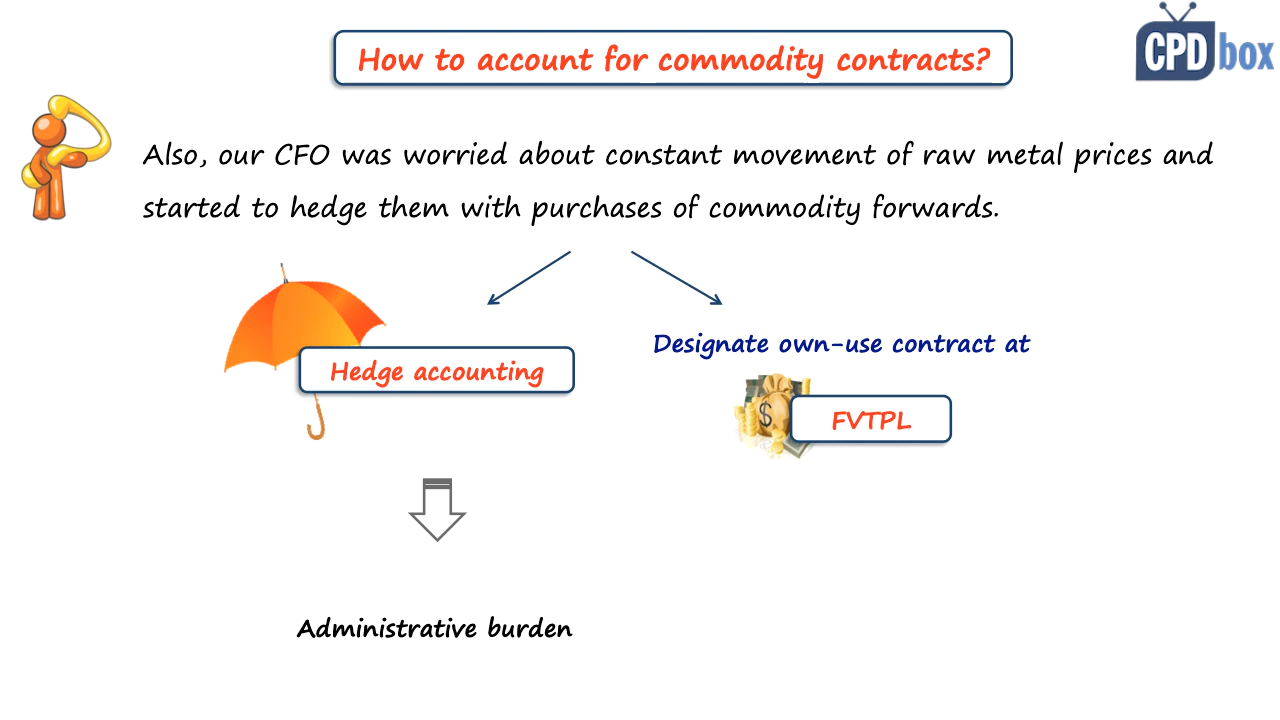 How to account for commodity contracts?
CPDbox
Also, our CFO was worried about constant movement of raw metal prices and
started to hedge them with purchases of commodity forwards.
Designate own-use contract at
Hedge accounting
$
FVTPL
Administrative burden